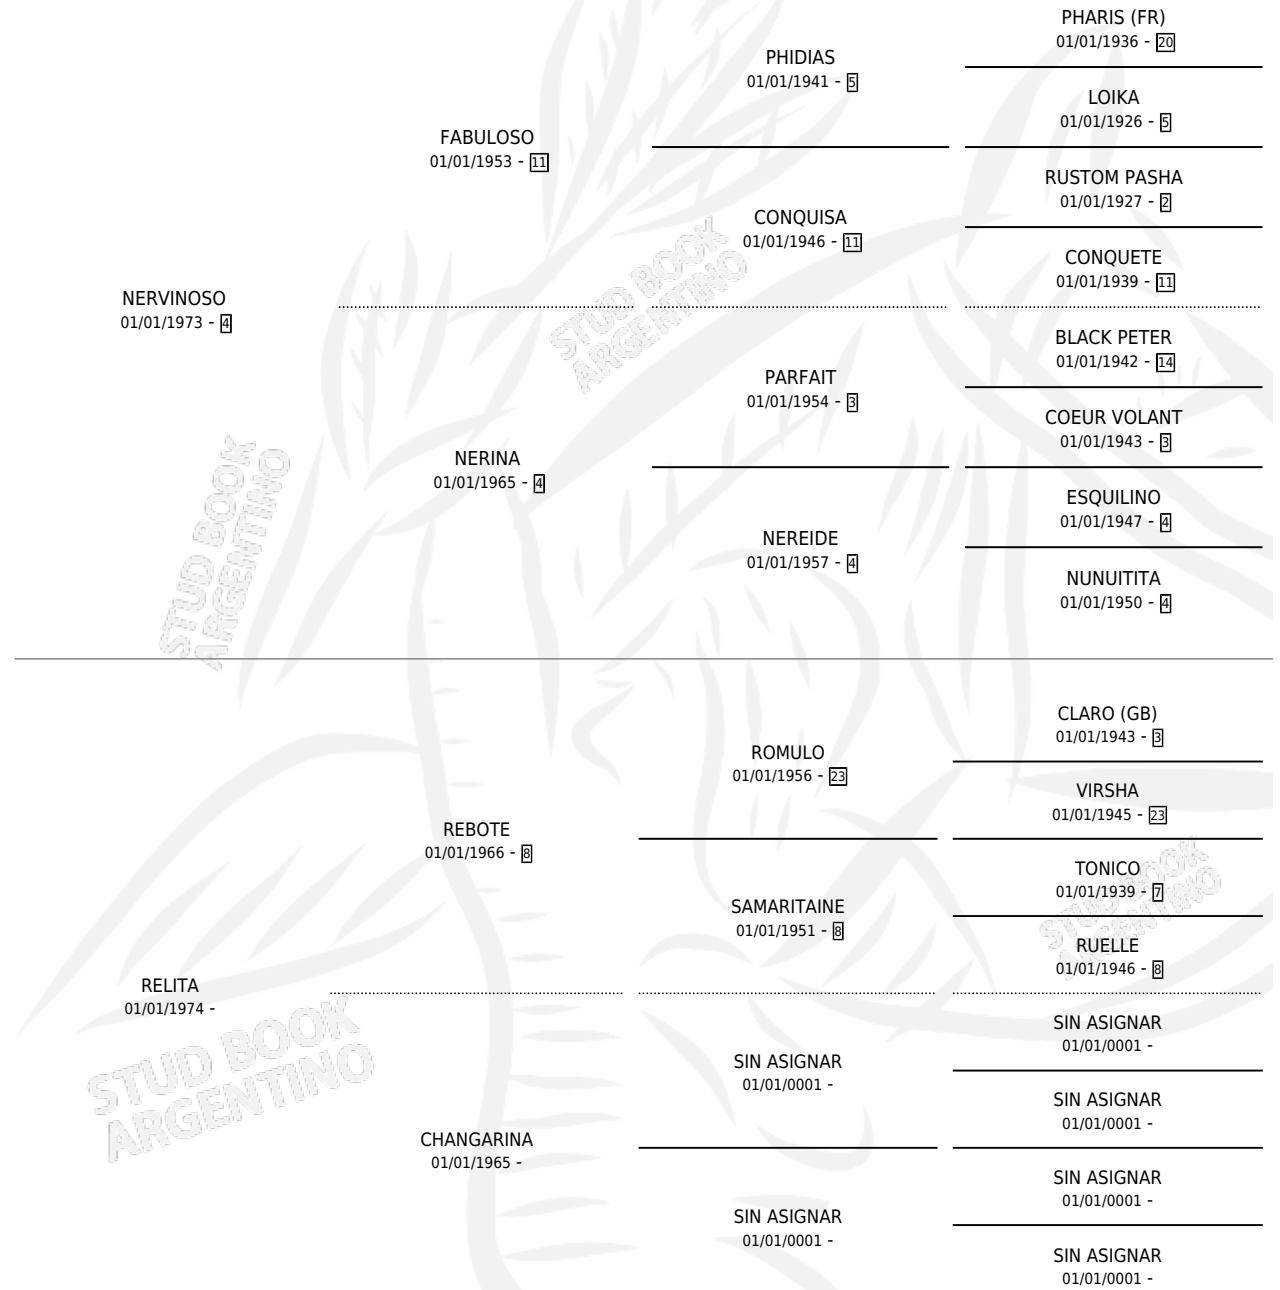 PHARIS (FR)
01/01/1936 - 20
PHIDIAS
01/01/1941 - 5
LOIKA
01/01/1926 - 5
FABULOSO
01/01/1953 - 11
RUSTOM PASHA
01/01/1927 - 2
CONQUISA
01/01/1946 - 11
CONQUETE
01/01/1939 - 11
NERVINOSO
01/01/1973 - 4
BLACK PETER
01/01/1942 - 14
PARFAIT
01/01/1954 - 3
COEUR VOLANT
01/01/1943 - 3
NERINA
01/01/1965 - 4
ESQUILINO
01/01/1947 - 4
NEREIDE
01/01/1957 - 4
NUNUITITA
01/01/1950 - 4
STUD BOOK
ARGENTINO
STUD BOOK
ARGENTINO
CLARO (GB)
01/01/1943 - 3
ROMULO
01/01/1956 - 23
VIRSHA
01/01/1945 - 23
REBOTE
01/01/1966 - 8
TONICO
01/01/1939 - 7
SAMARITAINE
01/01/1951 - 8
RUELLE
01/01/1946 - 8
RELITA
01/01/1974 -
SIN ASIGNAR
01/01/0001 -
SIN ASIGNAR
01/01/0001 -
SIN ASIGNAR
01/01/0001 -
CHANGARINA
01/01/1965 -
SIN ASIGNAR
01/01/0001 -
SIN ASIGNAR
01/01/0001 -
SIN ASIGNAR
01/01/0001 -
STUD BOOK
ARGENTINO
STUD BOOK
ARGENTINO